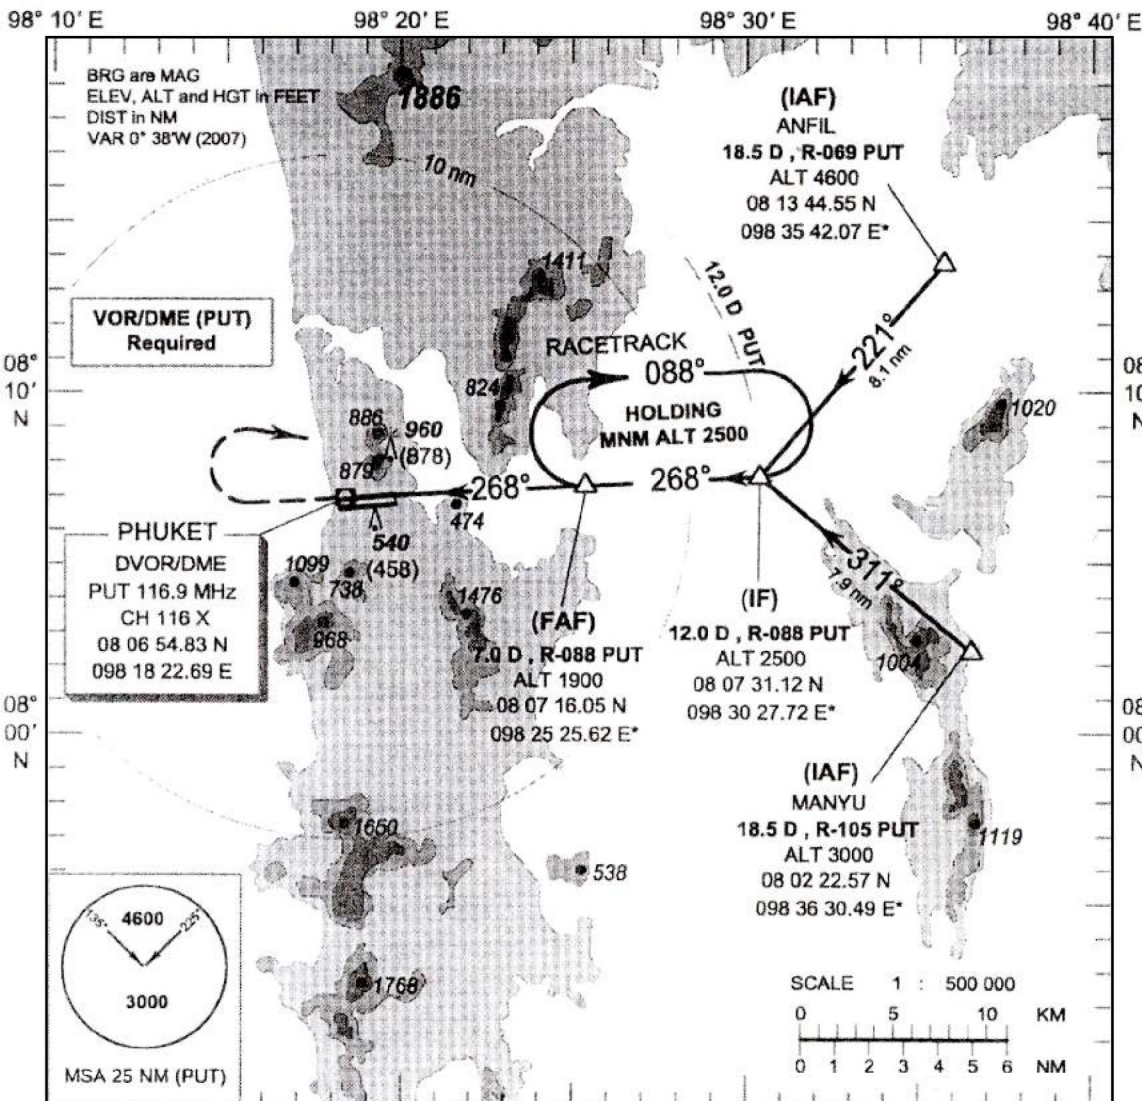 98° 10' E
98° 20' E
98° 30' E
98° 40' E
BRG are MAG
ELEV, ALT and HGT in FEET
DIST in NM
VAR 0° 38'W (2007)
1886
10 nm
(IAF)
ANFIL
18.5 D , R-069 PUT
ALT 4600
08 13 44.55 N
098 35 42.07 E*
1411
12.0 D PUT
VOR/DME (PUT)
Required
221°
8.1 nm
08°
10'
N
08
10
N
RACETRACK
088°
824
HOLDING
MNM ALT 2500
1020
886
960
(878)
879
268°
268°
474
PHUKET
DVOR/DME
PUT 116.9 MHz
CH 116 X
08 06 54.83 N
098 18 22.69 E
540
(458)
1099
738
968
1476
311°
7.9 nm
(FAF)
7.0 D , R-088 PUT
ALT 1900
08 07 16.05 N
098 25 25.62 E*
(IF)
12.0 D , R-088 PUT
ALT 2500
08 07 31.12 N
098 30 27.72 E*
1004
08°
00'
N
08
00
N
(IAF)
MANYU
18.5 D , R-105 PUT
ALT 3000
08 02 22.57 N
098 36 30.49 E*
1650
1119
538
135°
4600
225°
3000
MSA 25 NM (PUT)
1768
SCALE 1 : 500 000
0 5 10 KM
0 1 2 3 4 5 6 NM